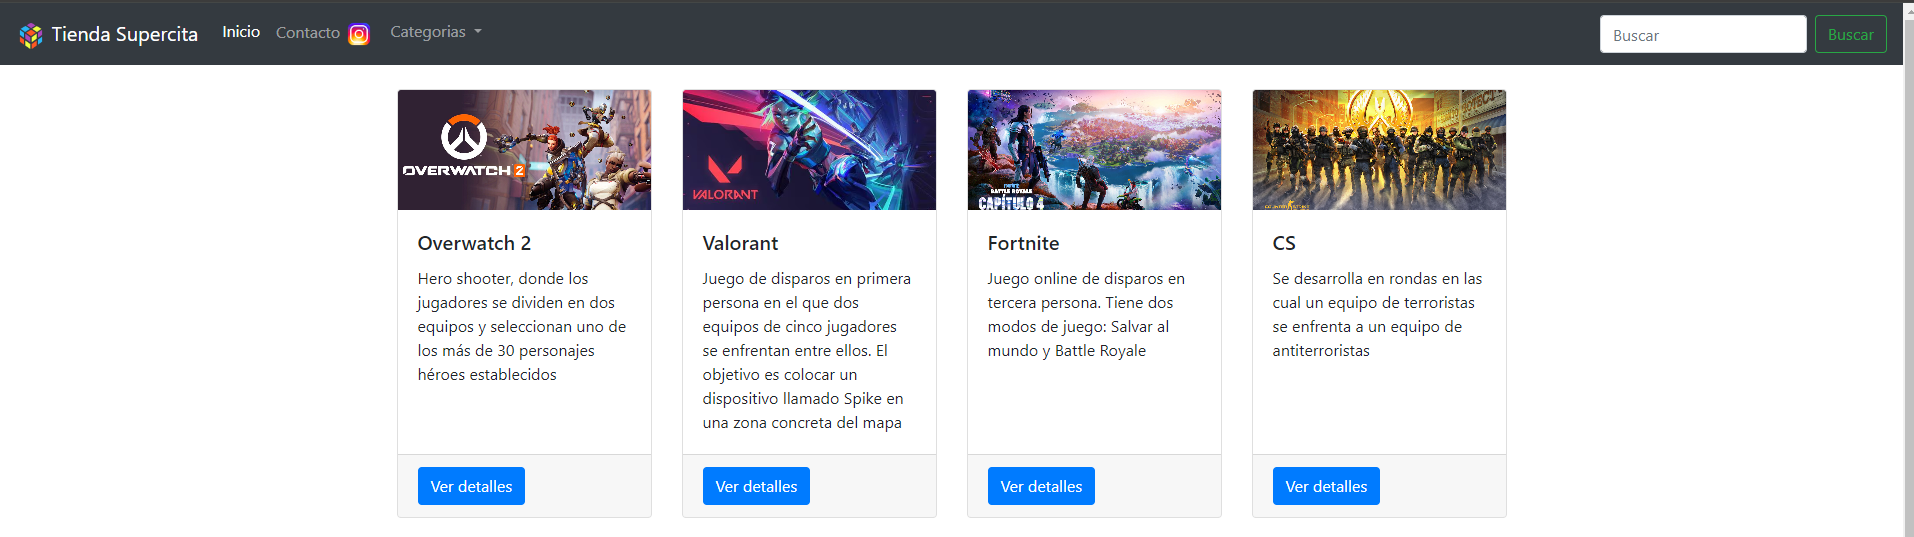 Tienda Supercita Inicio Contacto Categorias Buscar Buscar
OVERWATCH 2
VALORANT
BATTLE ROYALE
CAPÍTULO 4
Overwatch 2
Hero shooter, donde los
jugadores se dividen en dos
equipos y seleccionan uno de
los más de 30 personajes
héroes establecidos
Ver detalles
Valorant
Juego de disparos en primera
persona en el que dos
equipos de cinco jugadores
se enfrentan entre ellos. El
objetivo es colocar un
dispositivo llamado Spike en
una zona concreta del mapa
Ver detalles
Fortnite
Juego online de disparos en
tercera persona. Tiene dos
modos de juego: Salvar al
mundo y Battle Royale
Ver detalles
CS
Se desarrolla en rondas en las
cual un equipo de terroristas
se enfrenta a un equipo de
antiterroristas
Ver detalles